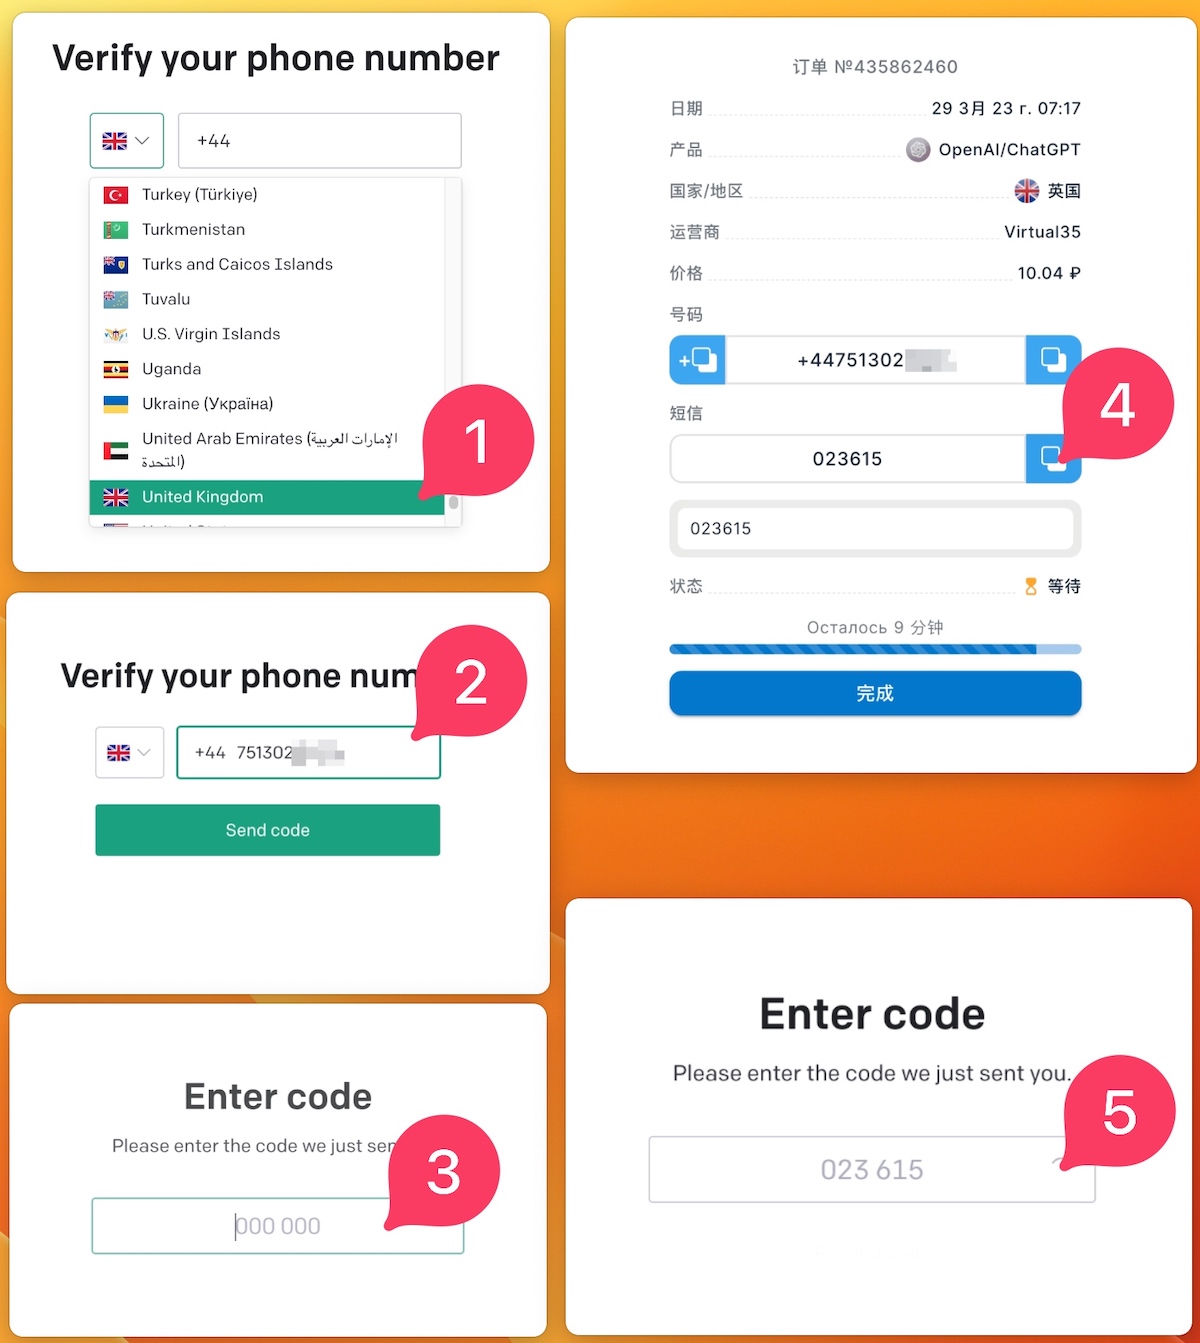 Verify your phone number
+44
Turkey (Türkiye)
Turkmenistan
Turks and Caicos Islands
Tuvalu
U.S. Virgin Islands
Uganda
Ukraine (Україна)
United Arab Emirates (الإمارات العربية
المتحدة)
United Kingdom
1
Verify your phone num
2
+44 751302
Send code
Enter code
Please enter the code we just sen
3
000 000
订单 №435862460
日期 29 3月 23 г. 07:17
产品 OpenAI/ChatGPT
国家/地区 英国
运营商 Virtual35
价格 10.04 ₽
号码
+ +44751302
4
短信
023615
023615
状态 等待
Осталось 9 分钟
完成
Enter code
Please enter the code we just sent you.
5
023 615